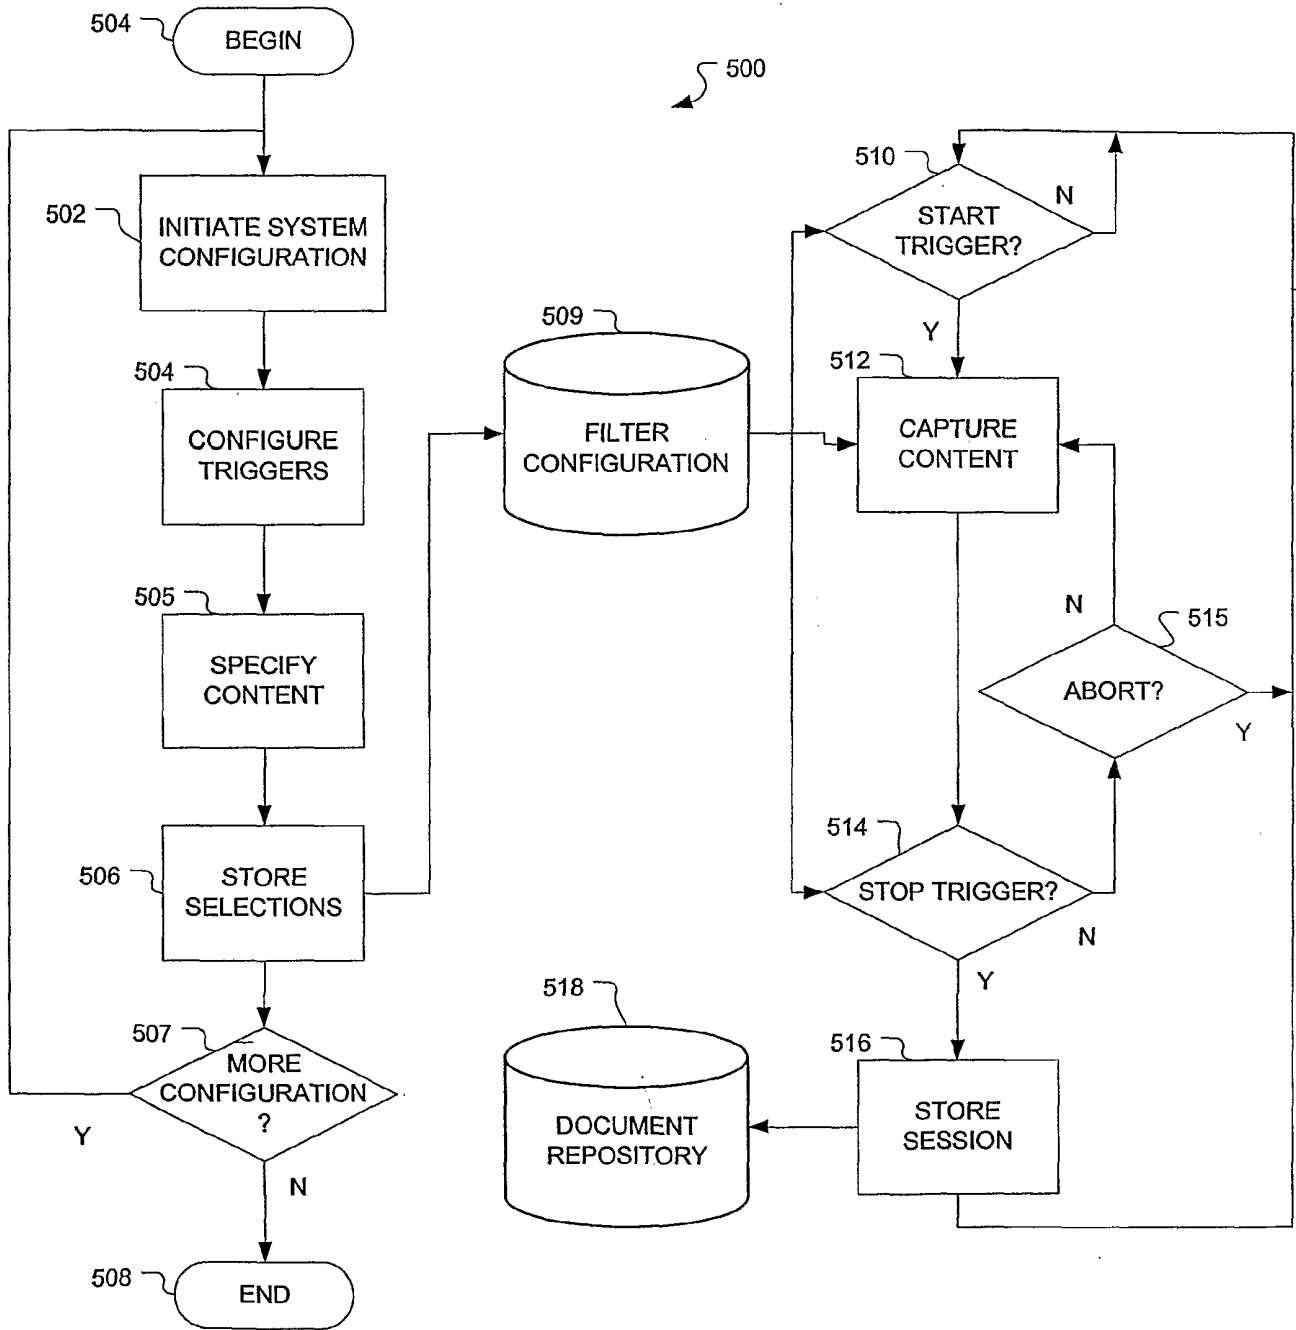 504
BEGIN
500
502
INITIATE SYSTEM
CONFIGURATION
504
CONFIGURE
TRIGGERS
505
SPECIFY
CONTENT
506
STORE
SELECTIONS
507
MORE
CONFIGURATION
?
Y
N
508
END
509
FILTER
CONFIGURATION
510
START
TRIGGER?
N
Y
512
CAPTURE
CONTENT
N
515
ABORT?
Y
514
STOP TRIGGER?
N
Y
516
STORE
SESSION
518
DOCUMENT
REPOSITORY